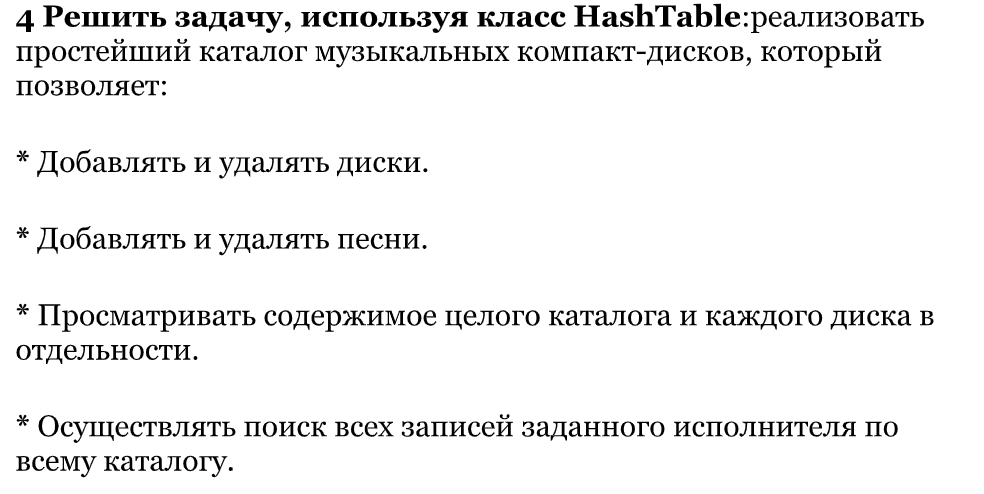 4 Решить задачу, используя класс HashTable:реализовать
простейший каталог музыкальных компакт-дисков, который
позволяет:
* Добавлять и удалять диски.
* Добавлять и удалять песни.
* Просматривать содержимое целого каталога и каждого диска в
отдельности.
* Осуществлять поиск всех записей заданного исполнителя по
всему каталогу.